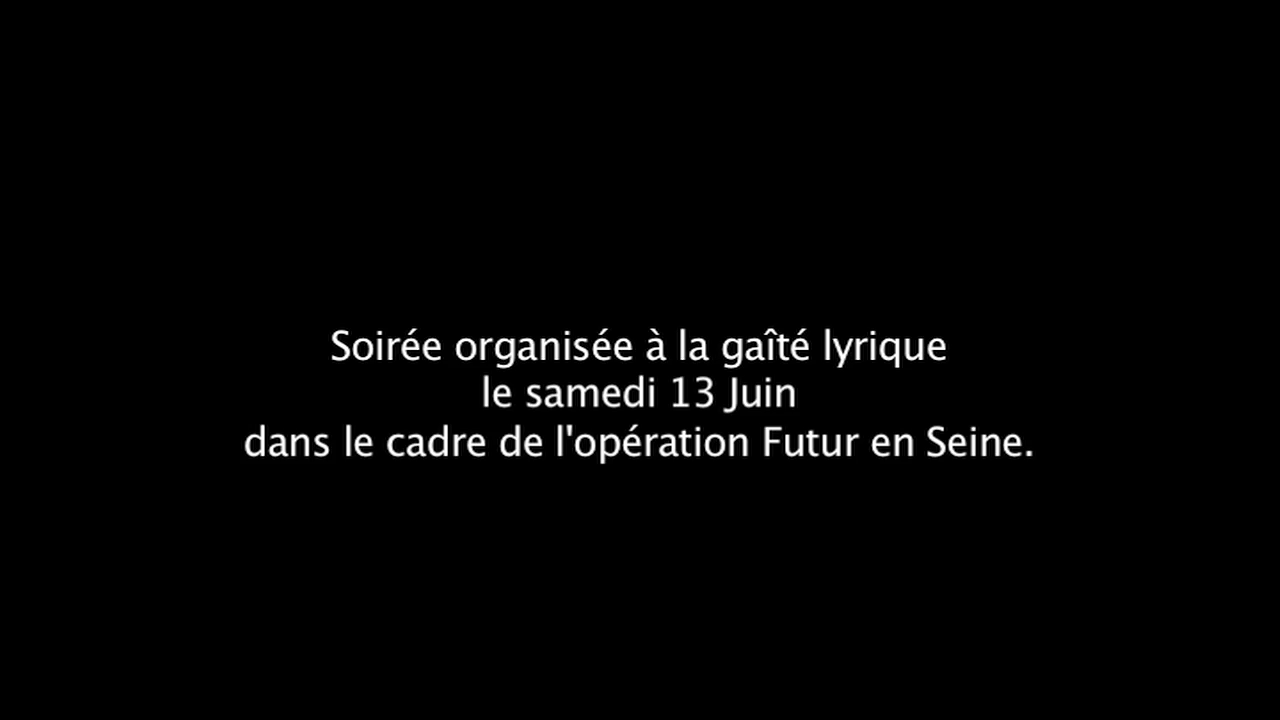 Soirée organisée à la gaîté lyrique
le samedi 13 Juin
dans le cadre de l'opération Futur en Seine.